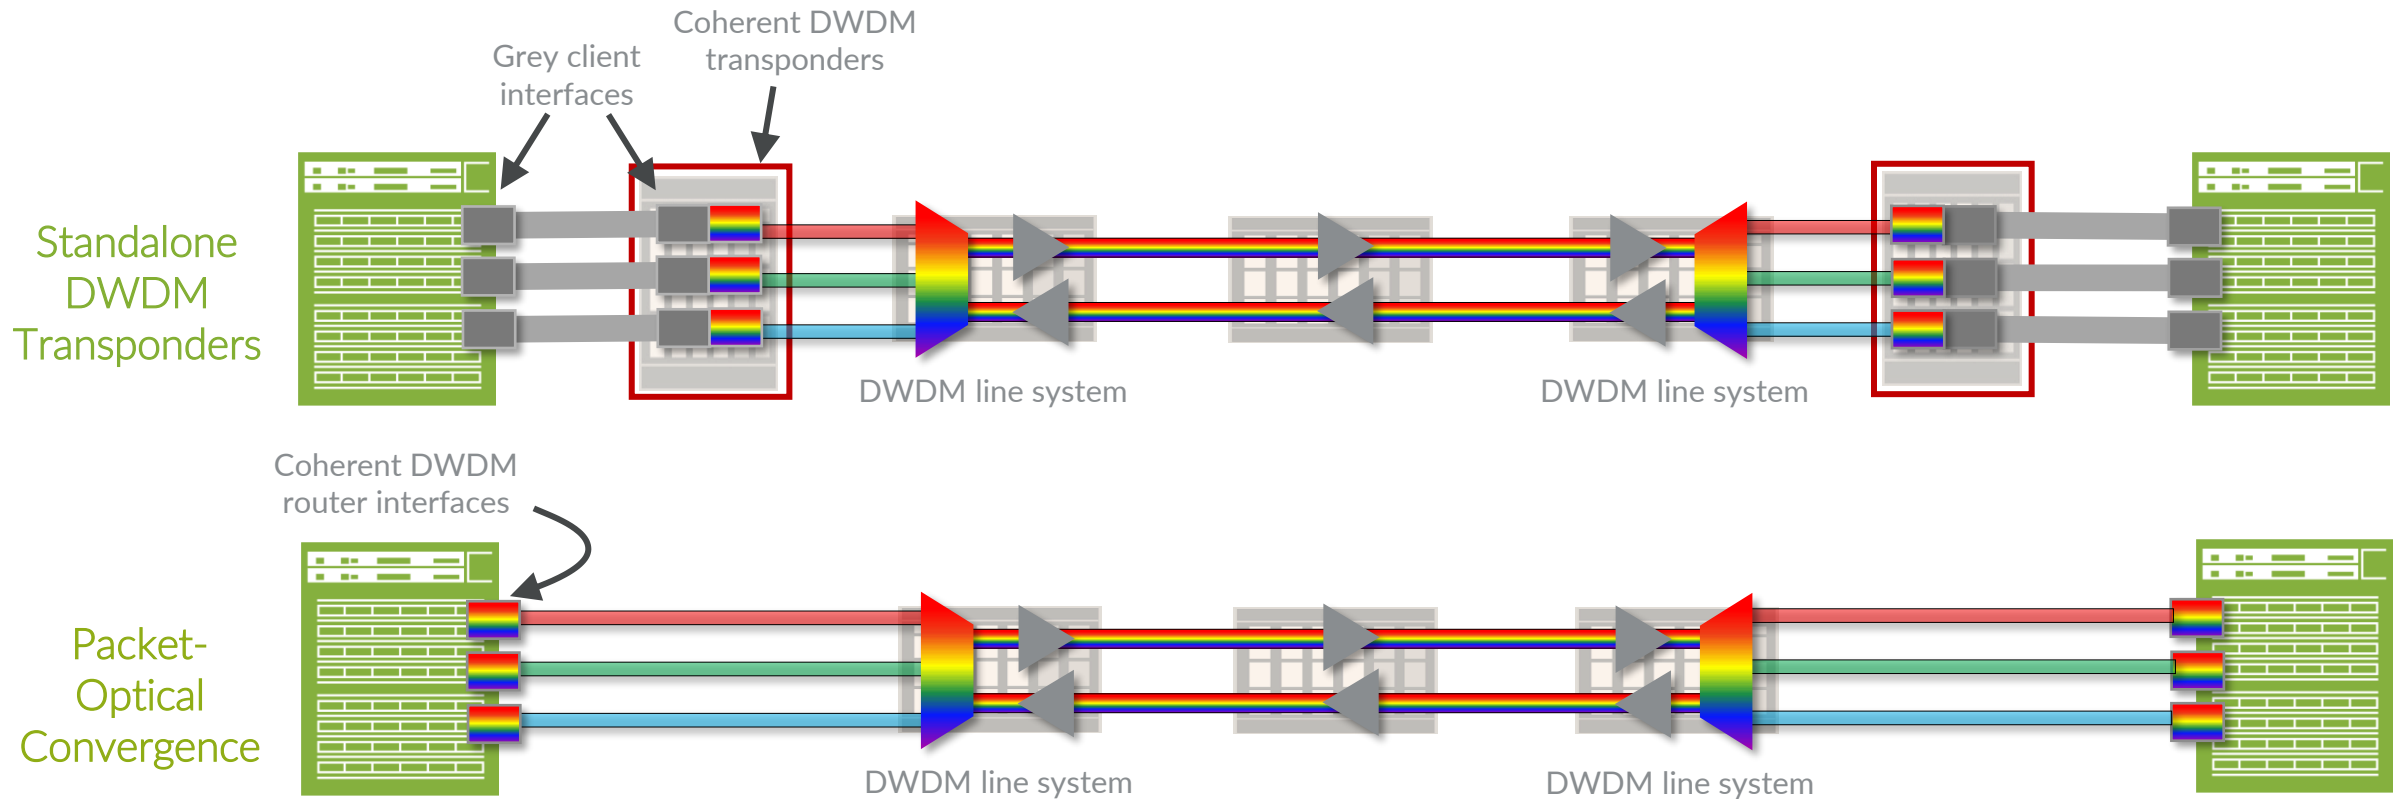 Coherent DWDM
transponders
Grey client
interfaces
Standalone
DWDM
Transponders
DWDM line system
DWDM line system
Coherent DWDM
router interfaces
Packet-
Optical
Convergence
DWDM line system
DWDM line system